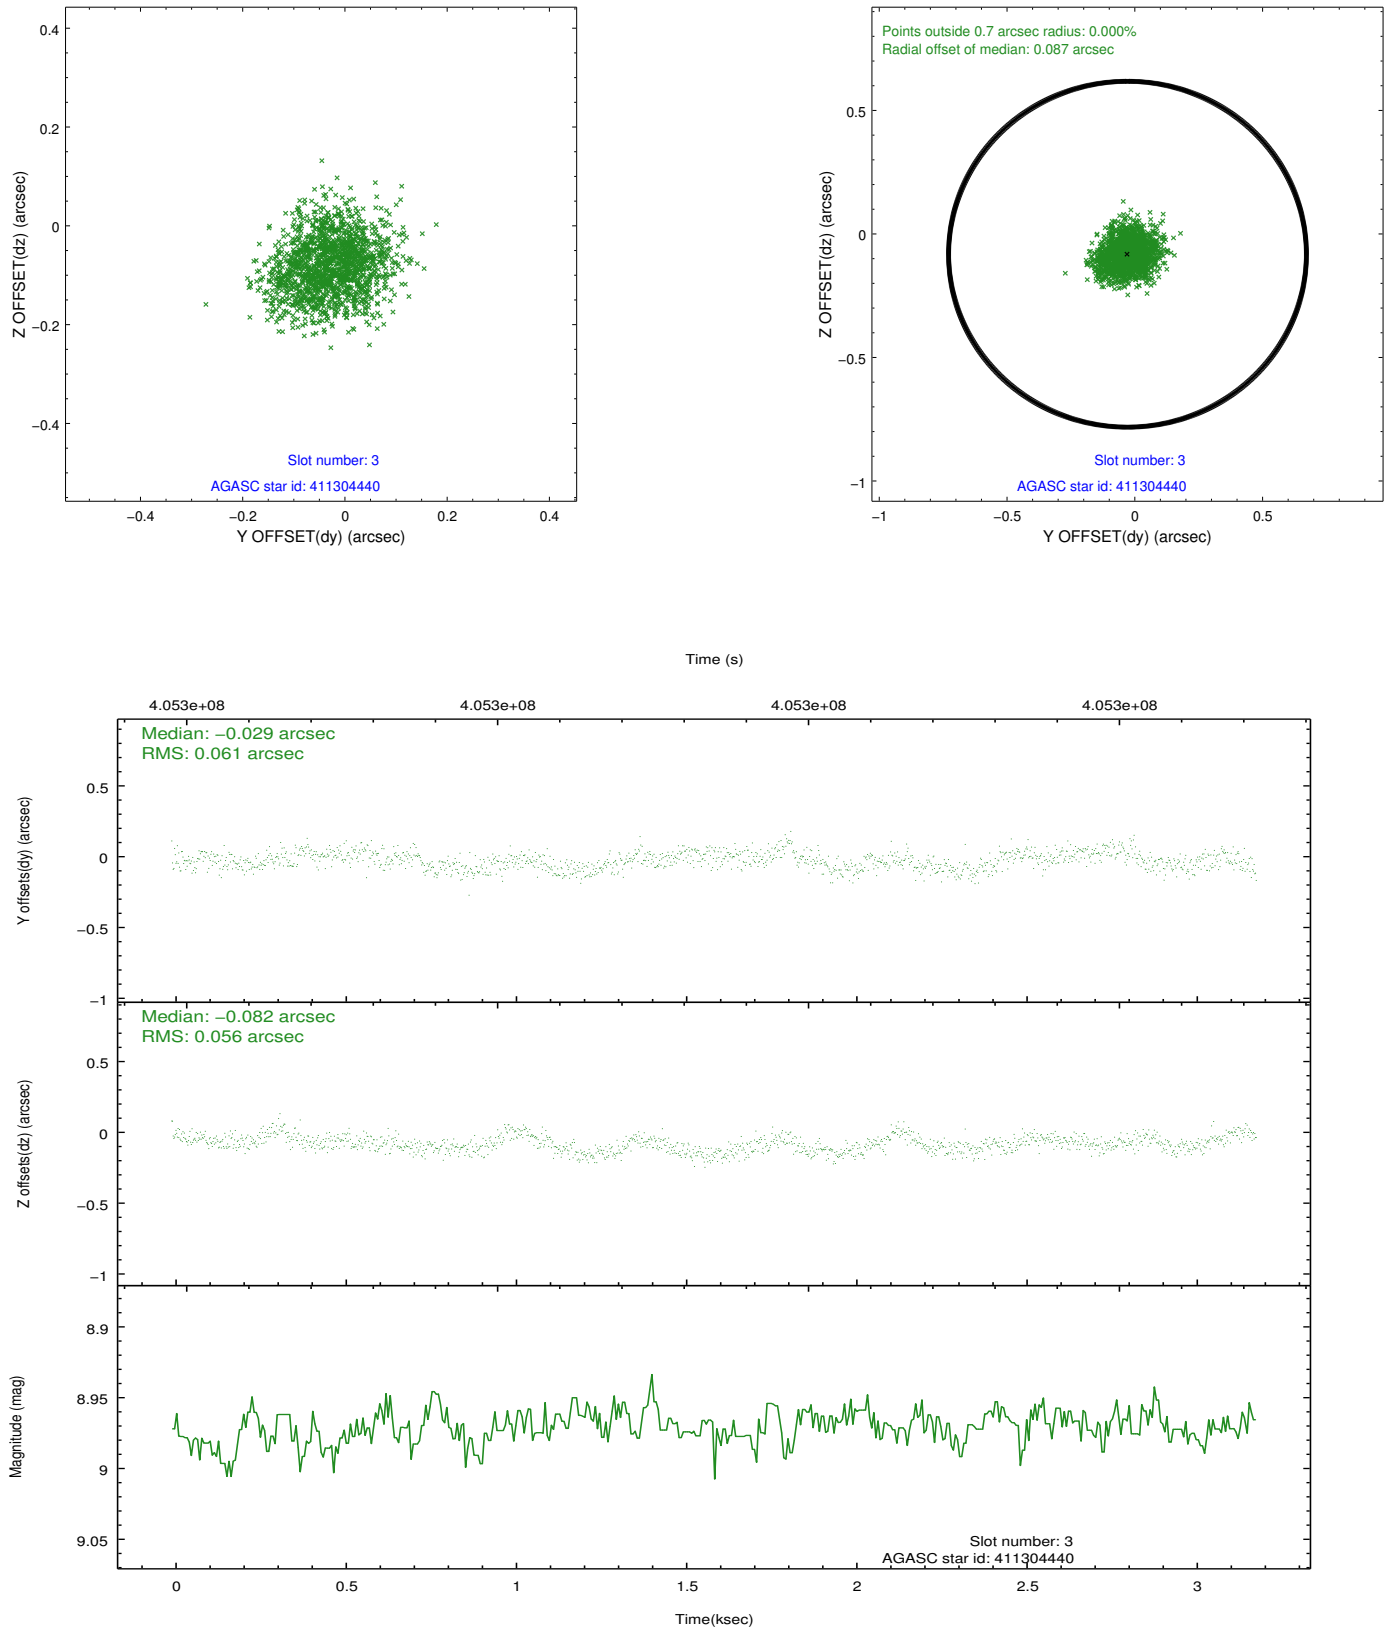 0.4
0.2
0
−0.2
−0.4
Z OFFSET(dz) (arcsec)
Slot number: 3
AGASC star id: 411304440
−0.4
−0.2
0
0.2
0.4
Y OFFSET(dy) (arcsec)
Points outside 0.7 arcsec radius: 0.000%
Radial offset of median: 0.087 arcsec
0.5
0
−0.5
−1
Z OFFSET(dz) (arcsec)
Slot number: 3
AGASC star id: 411304440
−1
−0.5
0
0.5
Y OFFSET(dy) (arcsec)
Time (s)
4.053e+08
4.053e+08
4.053e+08
4.053e+08
Median: −0.029 arcsec
RMS: 0.061 arcsec
0.5
0
−0.5
−1
Y offsets(dy) (arcsec)
Median: −0.082 arcsec
RMS: 0.056 arcsec
0.5
0
−0.5
−1
Z offsets(dz) (arcsec)
8.9
8.95
9
9.05
Magnitude (mag)
Slot number: 3
AGASC star id: 411304440
0
0.5
1
1.5
2
2.5
3
Time(ksec)